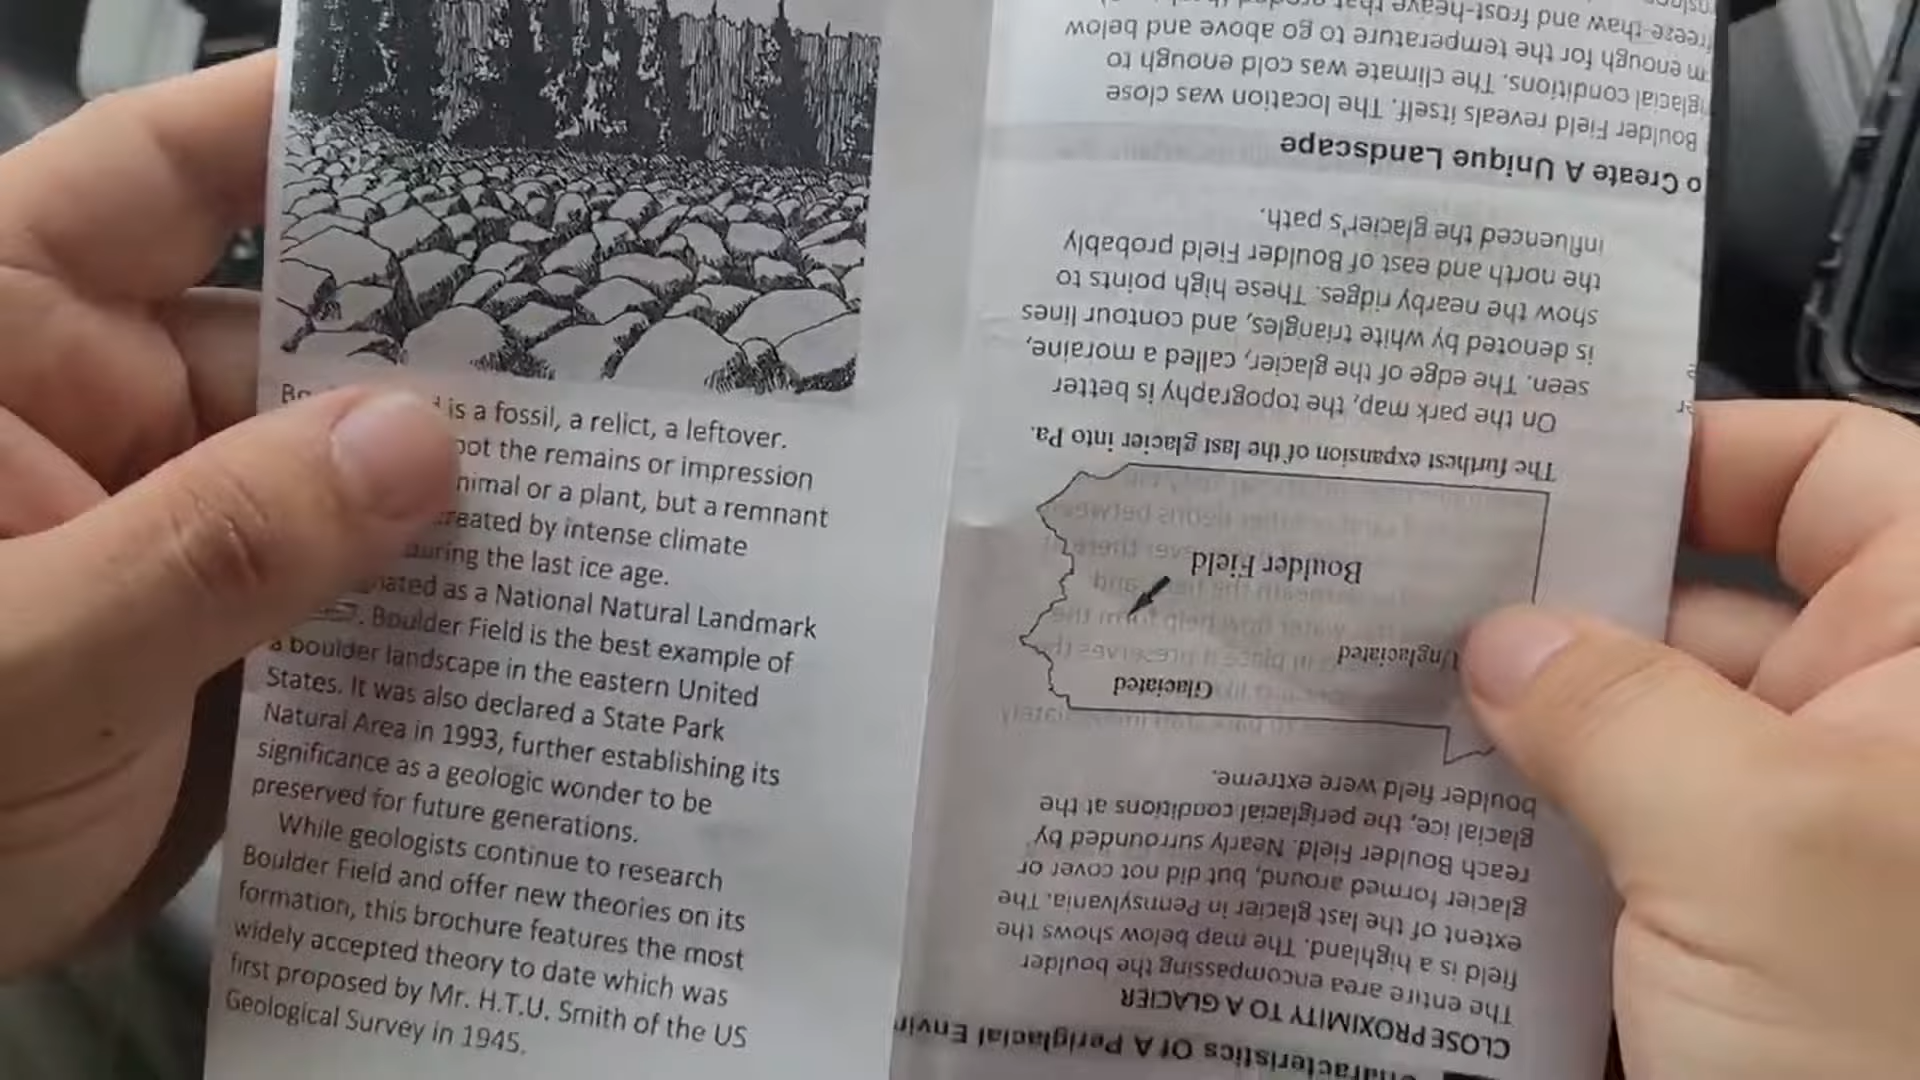 is a fossil, a relict, a leftover.
not the remains or impression
animal or a plant, but a remnant
created by intense climate
during the last ice age.
as a National Natural Landmark
. Boulder Field is the best example of
a boulder landscape in the eastern United
States. It was also declared a State Park
Natural Area in 1993, further establishing its
significance as a geologic wonder to be
preserved for future generations.
While geologists continue to research
Boulder Field and offer new theories on its
formation, this brochure features the most
widely accepted theory to date which was
first proposed by Mr. H.T.U. Smith of the US
Geological Survey in 1945.
Characteristics Of A Periglacial
CLOSE PROXIMITY TO A GLACIER
The entire area encompassing the boulder
field is a highland. The map below shows the
extent of the last glacier in Pennsylvania. The
glacier formed around, but did not cover or
reach Boulder Field. Nearly surrounded by
glacial ice, the periglacial conditions at the
boulder field were extreme.
Glaciated
Unglaciated
Boulder Field
The furthest expansion of the last glacier into Pa.
On the park map, the topography is better
seen. The edge of the glacier, called a moraine,
is denoted by white triangles, and contour lines
show the nearby ridges. These high points to
the north and east of Boulder Field probably
influenced the glacier's path.
o Create A Unique Landscape
Boulder Field reveals itself. The location was close
glacial conditions. The climate was cold enough to
m enough for the temperature to go above and below
freeze-thaw and frost-heave that